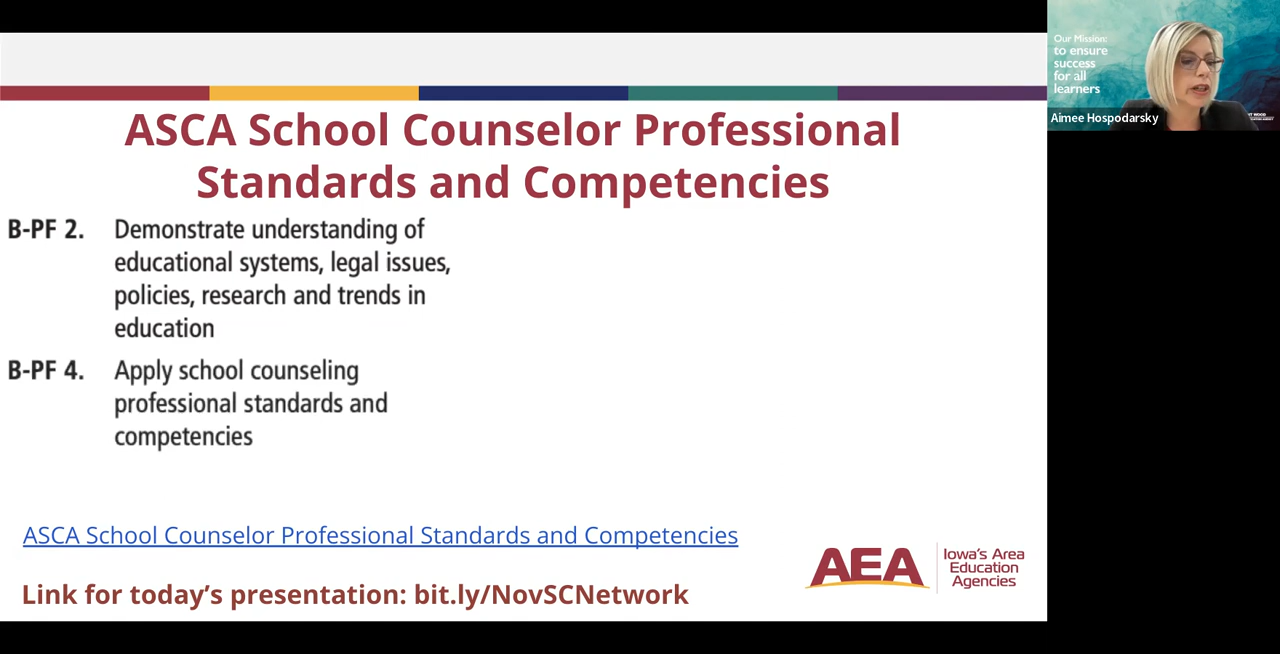 ASCA School Counselor Professional
Standards and Competencies
B-PF 2. Demonstrate understanding of
educational systems, legal issues,
policies, research and trends in
education
B-PF 4. Apply school counseling
professional standards and
competencies
ASCA School Counselor Professional Standards and Competencies
Link for today’s presentation: bit.ly/NovSCNetwork
AEA
Iowa's Area
Education
Agencies
Our Mission:
to ensure
success
for all
learners
Aimee Hospodarsky